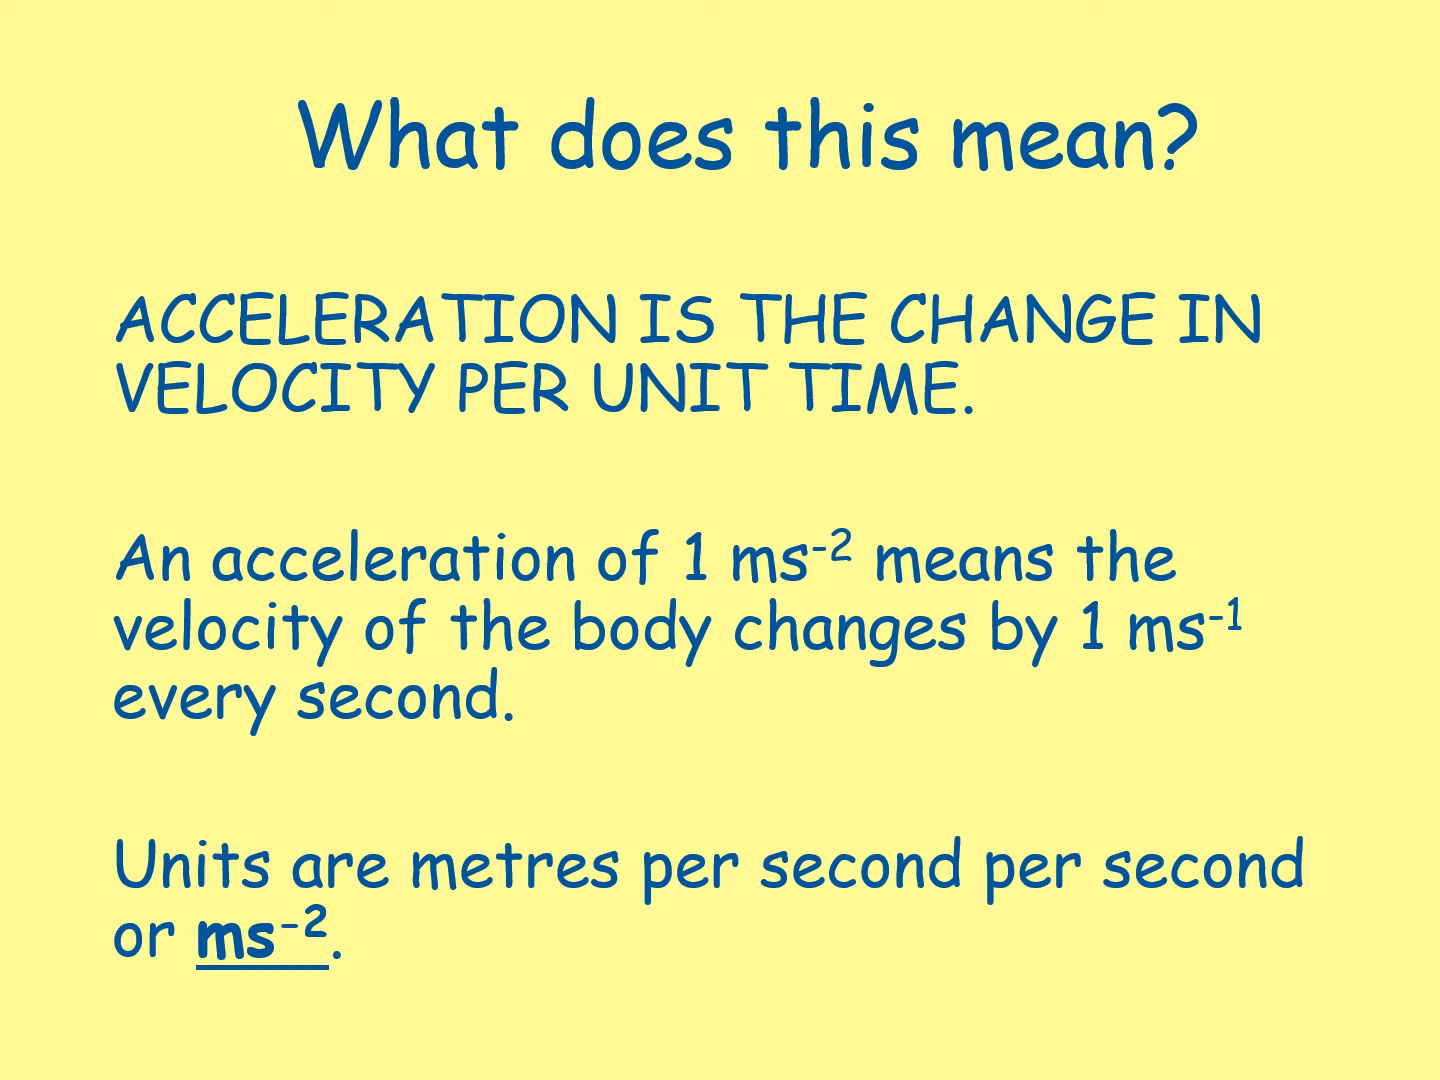 What does this mean?
ACCELERATION IS THE CHANGE IN
VELOCITY PER UNIT TIME.
An acceleration of 1 ms⁻² means the
velocity of the body changes by 1 ms⁻¹
every second.
Units are metres per second per second
or ms⁻².